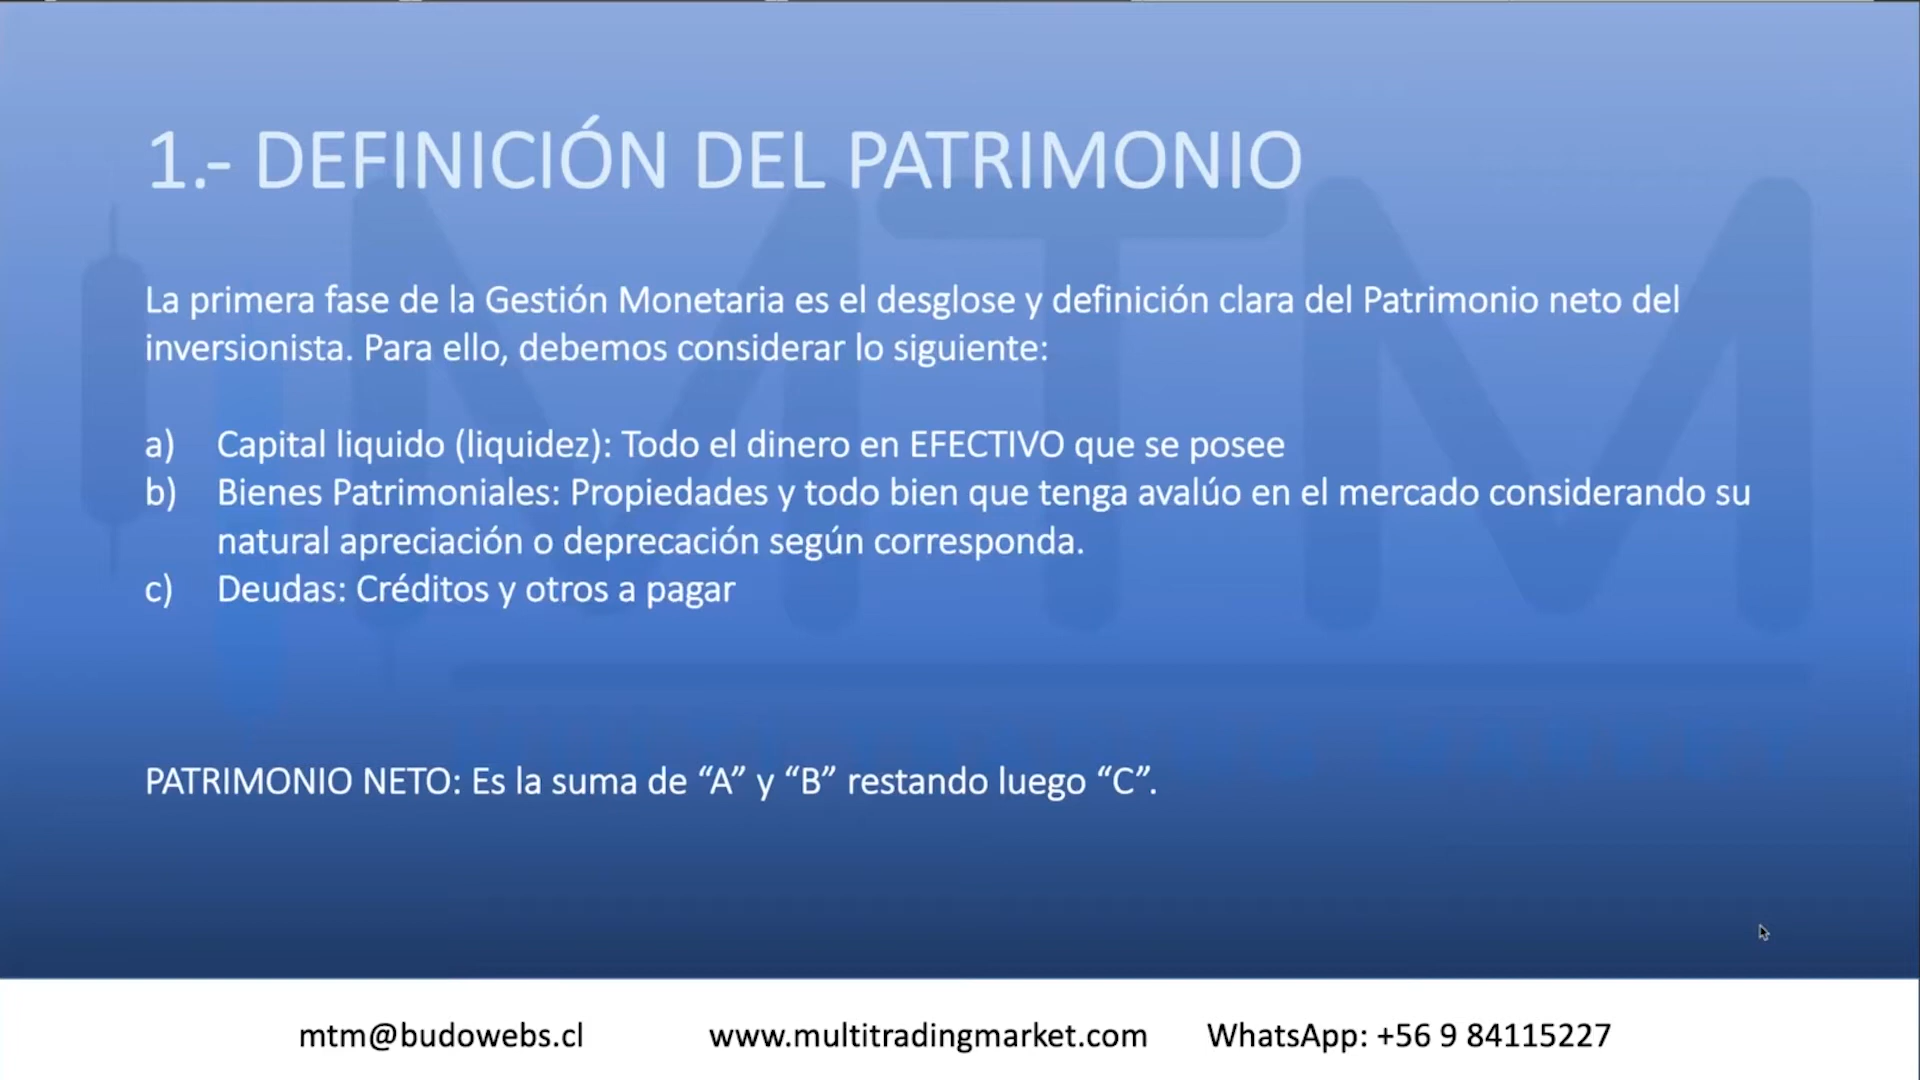 1.- DEFINICIÓN DEL PATRIMONIO
La primera fase de la Gestión Monetaria es el desglose y definición clara del Patrimonio neto del
inversionista. Para ello, debemos considerar lo siguiente:
a) Capital liquido (liquidez): Todo el dinero en EFECTIVO que se posee
b) Bienes Patrimoniales: Propiedades y todo bien que tenga avalúo en el mercado considerando su
natural apreciación o deprecación según corresponda.
c) Deudas: Créditos y otros a pagar
PATRIMONIO NETO: Es la suma de “A” y “B” restando luego “C”.
MTM
mtm@budowebs.cl www.multitradingmarket.com WhatsApp: +56 9 84115227